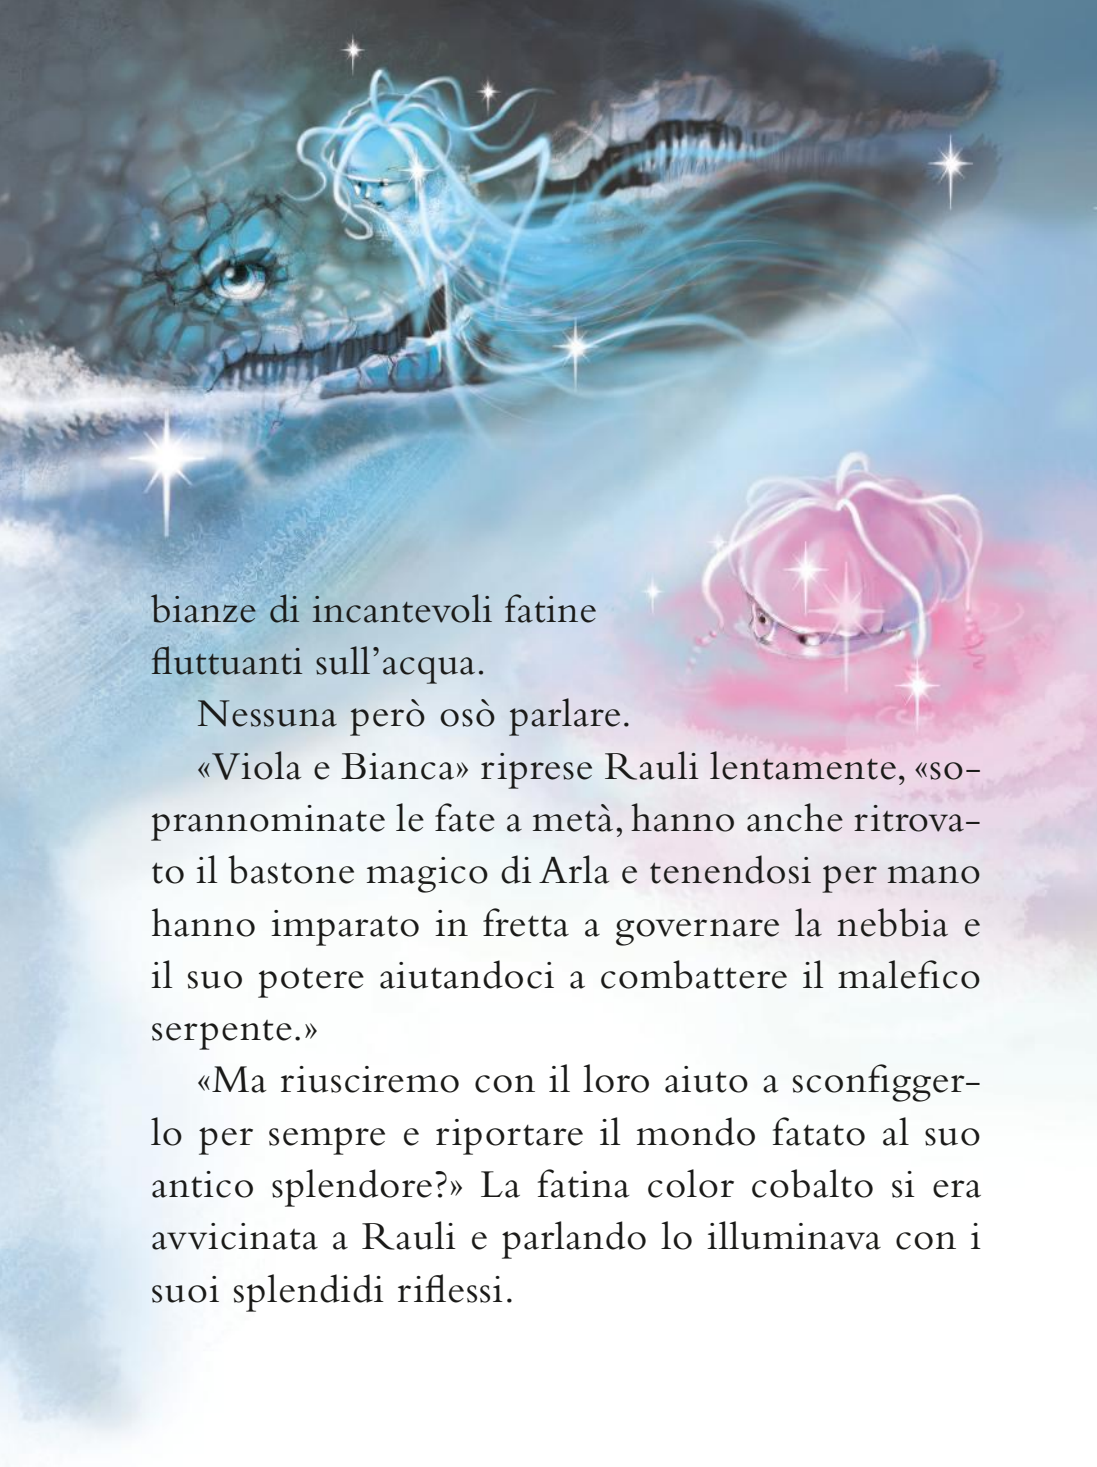 bianze di incantevoli fatine
fluttuanti sull’acqua.
Nessuna però osò parlare.
«Viola e Bianca» riprese Rauli lentamente, «so-
prannominate le fate a metà, hanno anche ritrova-
to il bastone magico di Arla e tenendosi per mano
hanno imparato in fretta a governare la nebbia e
il suo potere aiutandoci a combattere il malefico
serpente.»
«Ma riusciremo con il loro aiuto a sconfigger-
lo per sempre e riportare il mondo fatato al suo
antico splendore?» La fatina color cobalto si era
avvicinata a Rauli e parlando lo illuminava con i
suoi splendidi riflessi.